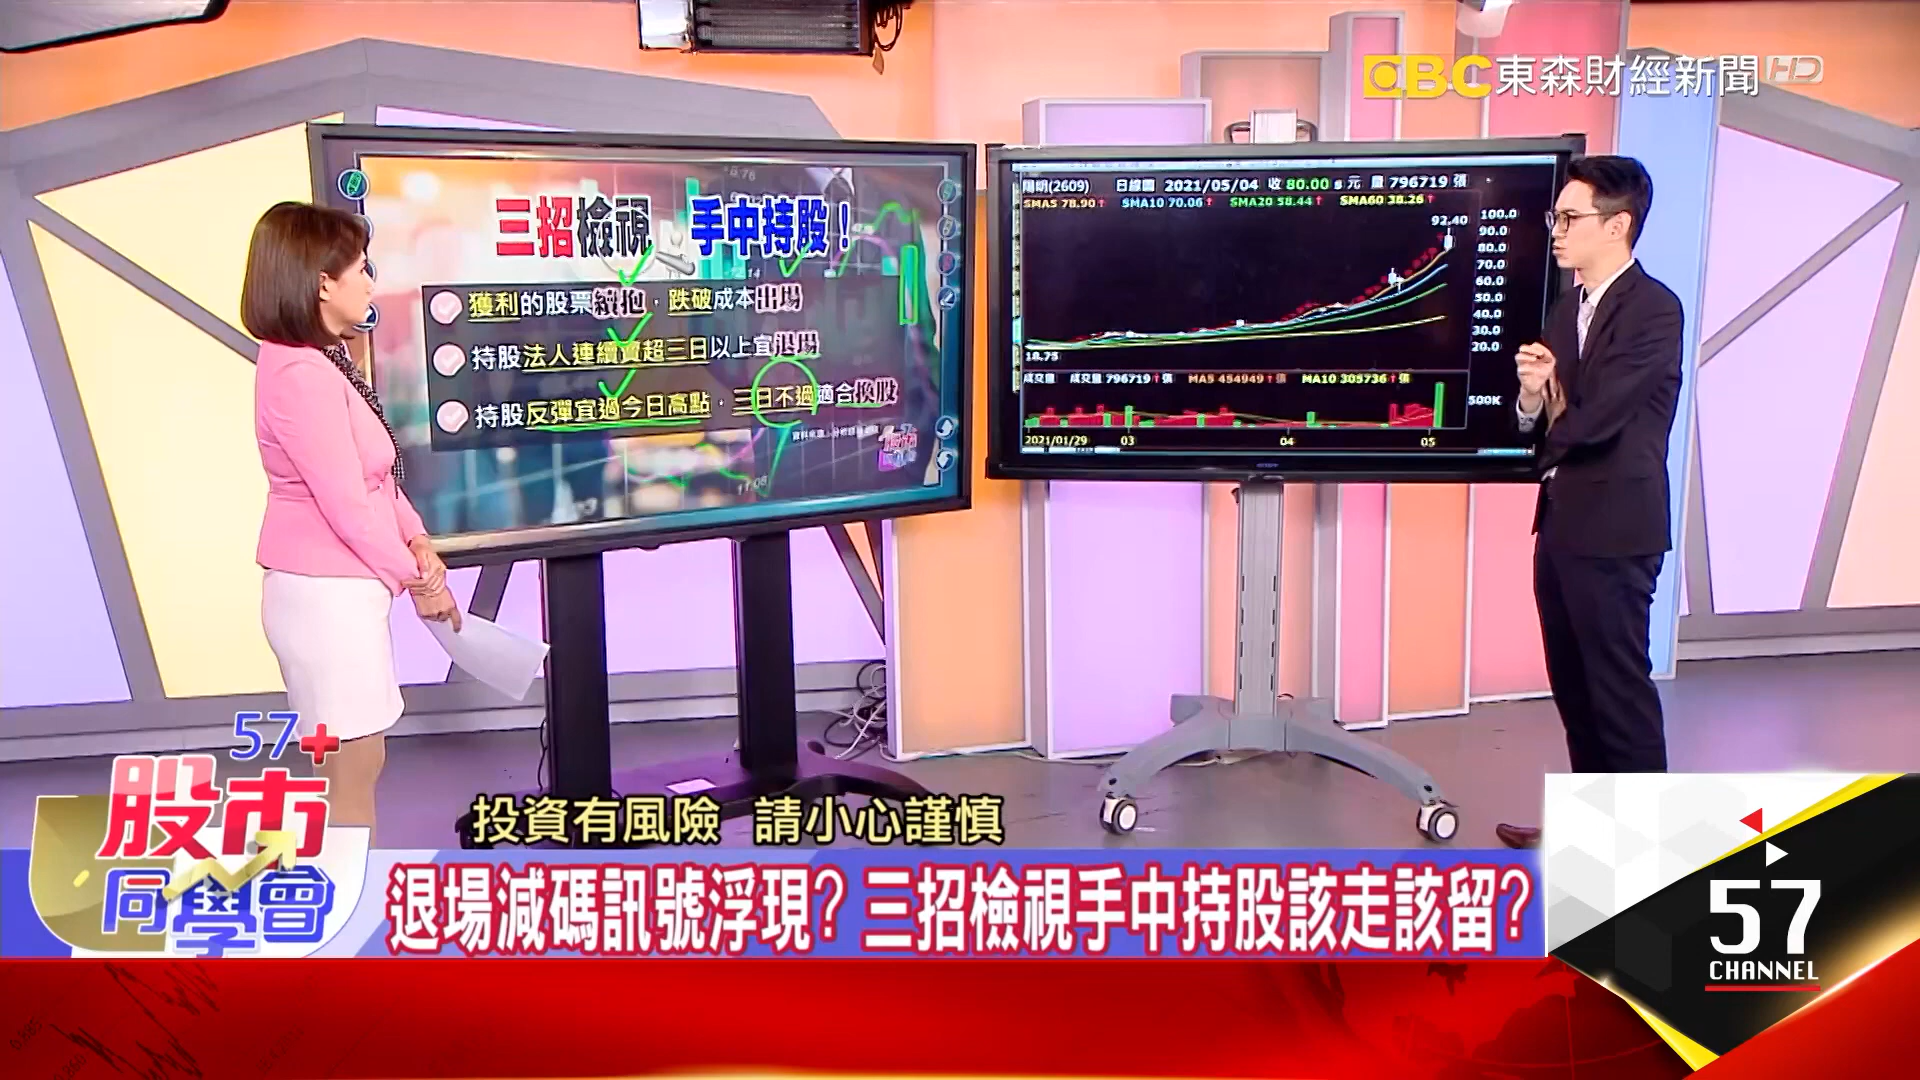 EBC 東森財經新聞 HD
三招檢視 手中持股！
獲利的股票續抱，跌破成本出場
持股法人連續賣超三日以上宜退場
持股反彈宜過今日高點，三日不過適合換股
陽明(2609) 日線圖 2021/05/04 收 80.00 s 元 量 796719 張
SMA5 78.90↑ SMA10 70.06↑ SMA20 58.44↑ SMA60 38.26↑
92.40
100.0
90.0
80.0
70.0
60.0
50.0
40.0
30.0
20.0
18.75
成交量 成交量 796719↑張 MA5 454949↑張 MA10 305736↑張
500K
2021/01/29 03 04 05
57+
股市
同學會
投資有風險 請小心謹慎
退場減碼訊號浮現？三招檢視手中持股該走該留？
57
CHANNEL